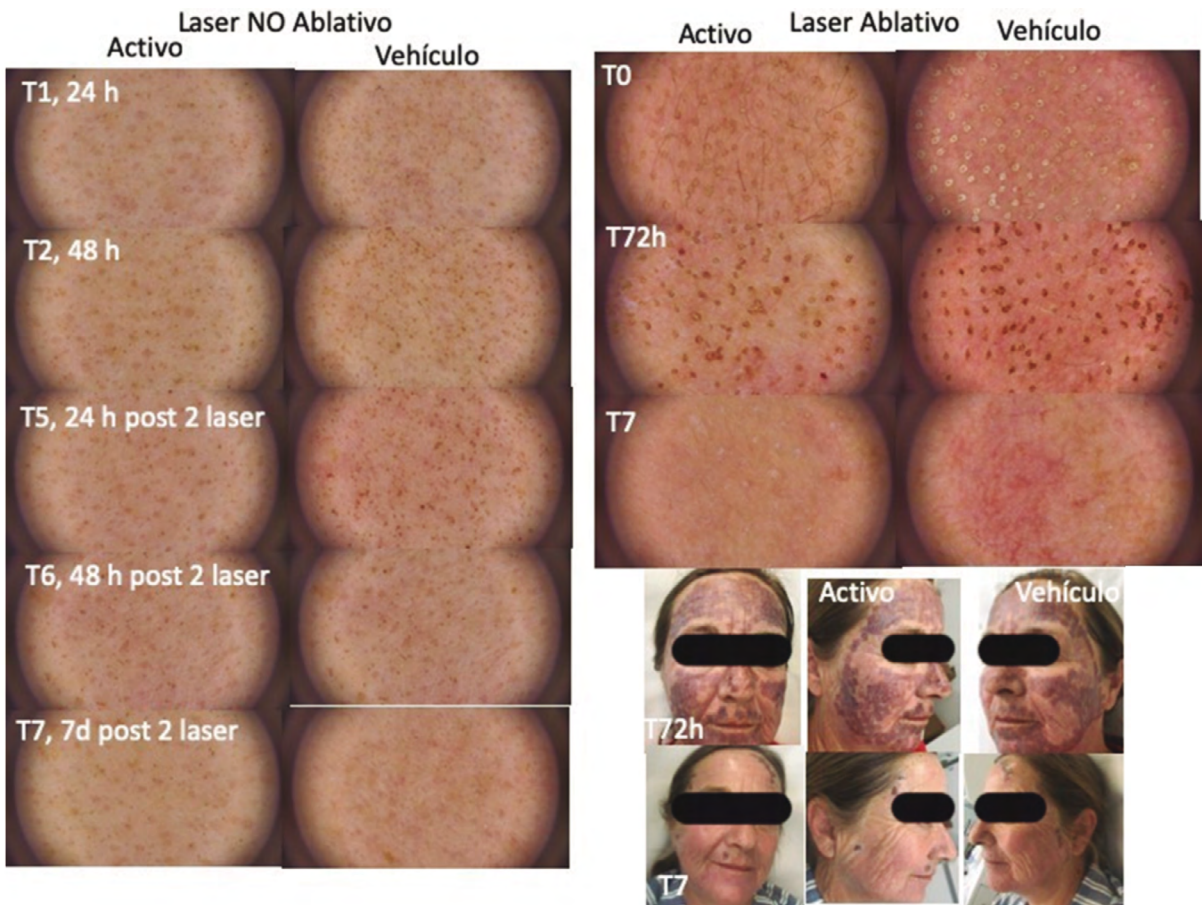 Laser NO Ablativo
Activo
Vehículo
T1, 24 h
T2, 48 h
T5, 24 h post 2 laser
T6, 48 h post 2 laser
T7, 7d post 2 laser
Laser Ablativo
Activo
Vehículo
T0
T72h
T7
Activo
Vehículo
T72h
T7